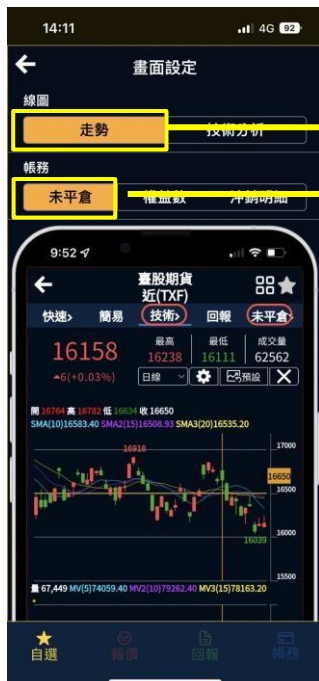 14:11
4G 92
畫面設定
線圖
走勢 技術分析
帳務
未平倉 權益數 沖銷明細
9:52
臺股期貨
近(TXF)
快速› 簡易 技術› 回報 未平倉›
16158
最高 最低 成交量
16238 16111 62562
6(+0.03%)
日線 預設 X
開 16764 高 16782 低 16634 收 16650
SMA(10)16583.40 SMA2(15)16508.93 SMA3(20)16535.20
16918
17000
16650
16500
16039
16000
15500
量 67,449 MV(5)74059.40 MV2(10)79262.40 MV3(15)78163.20
自選 報價 回報 帳務